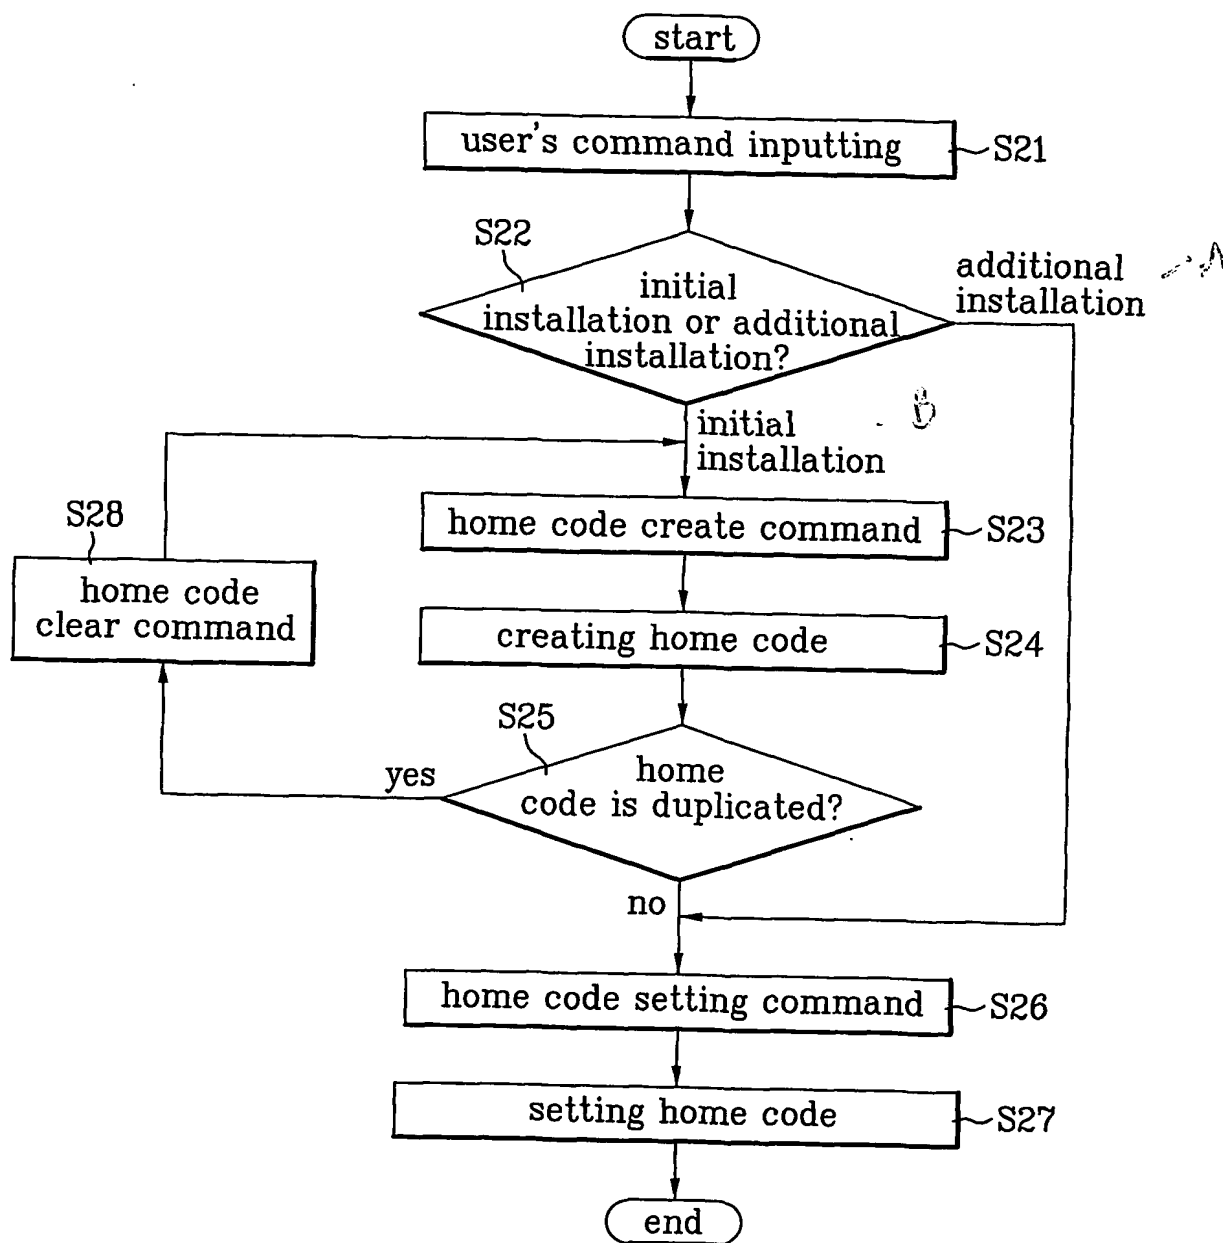 start
user's command inputting
S21
S22
initial
installation or additional
installation?
additional
installation
initial
installation
home code create command
S23
S28
home code
clear command
creating home code
S24
S25
home
code is duplicated?
yes
no
home code setting command
S26
setting home code
S27
end